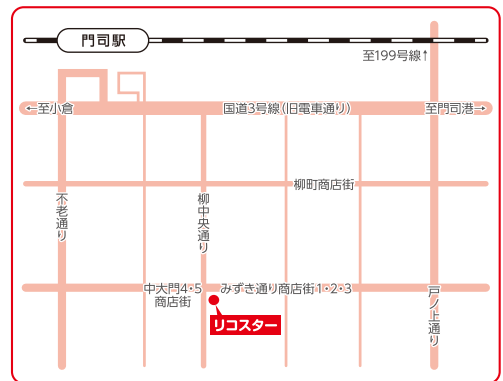 門司駅
至199号線↑
←至小倉
国道3号線(旧電車通り)
至門司港→
柳町商店街
不老通り
柳中央通り
中大門4・5
商店街
みずき通り商店街1・2・3
戸ノ上通り
リコスター